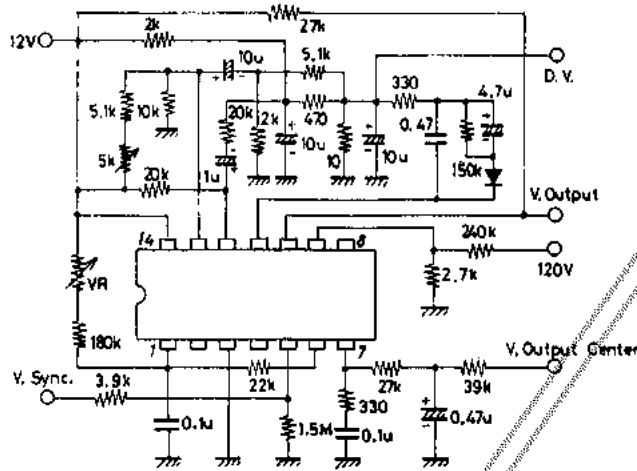 27k
2k
12V
10u
5.1k
D. V.
330
4.7u
5.1k
10k
20k
2k
470
0.47
10u
10
10u
150k
5k
20k
1u
V. Output
14
8
240k
120V
2.7k
VR
180k
1
7
V. Output Center
V. Sync.
3.9k
22k
27k
39k
330
0.1u
1.5M
0.1u
0.47u